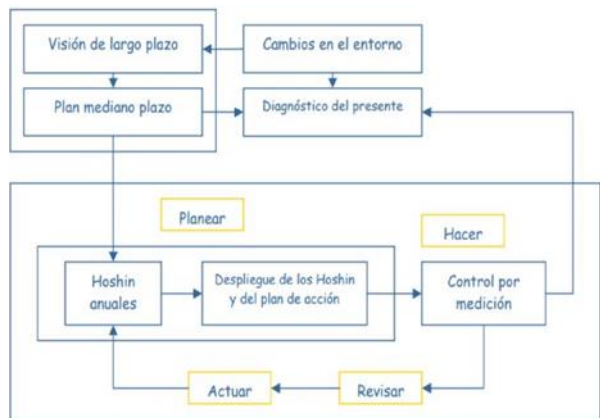 Visión de largo plazo
Cambios en el entorno
Plan mediano plazo
Diagnóstico del presente
Planear
Hacer
Hoshin
anuales
Despliegue de los Hoshin
y del plan de acción
Control por
medición
Actuar
Revisar